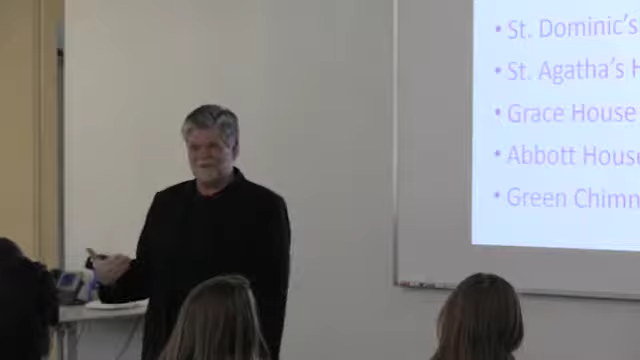 • St. Dominic's
• St. Agatha's H
• Grace House
• Abbott House
• Green Chimn